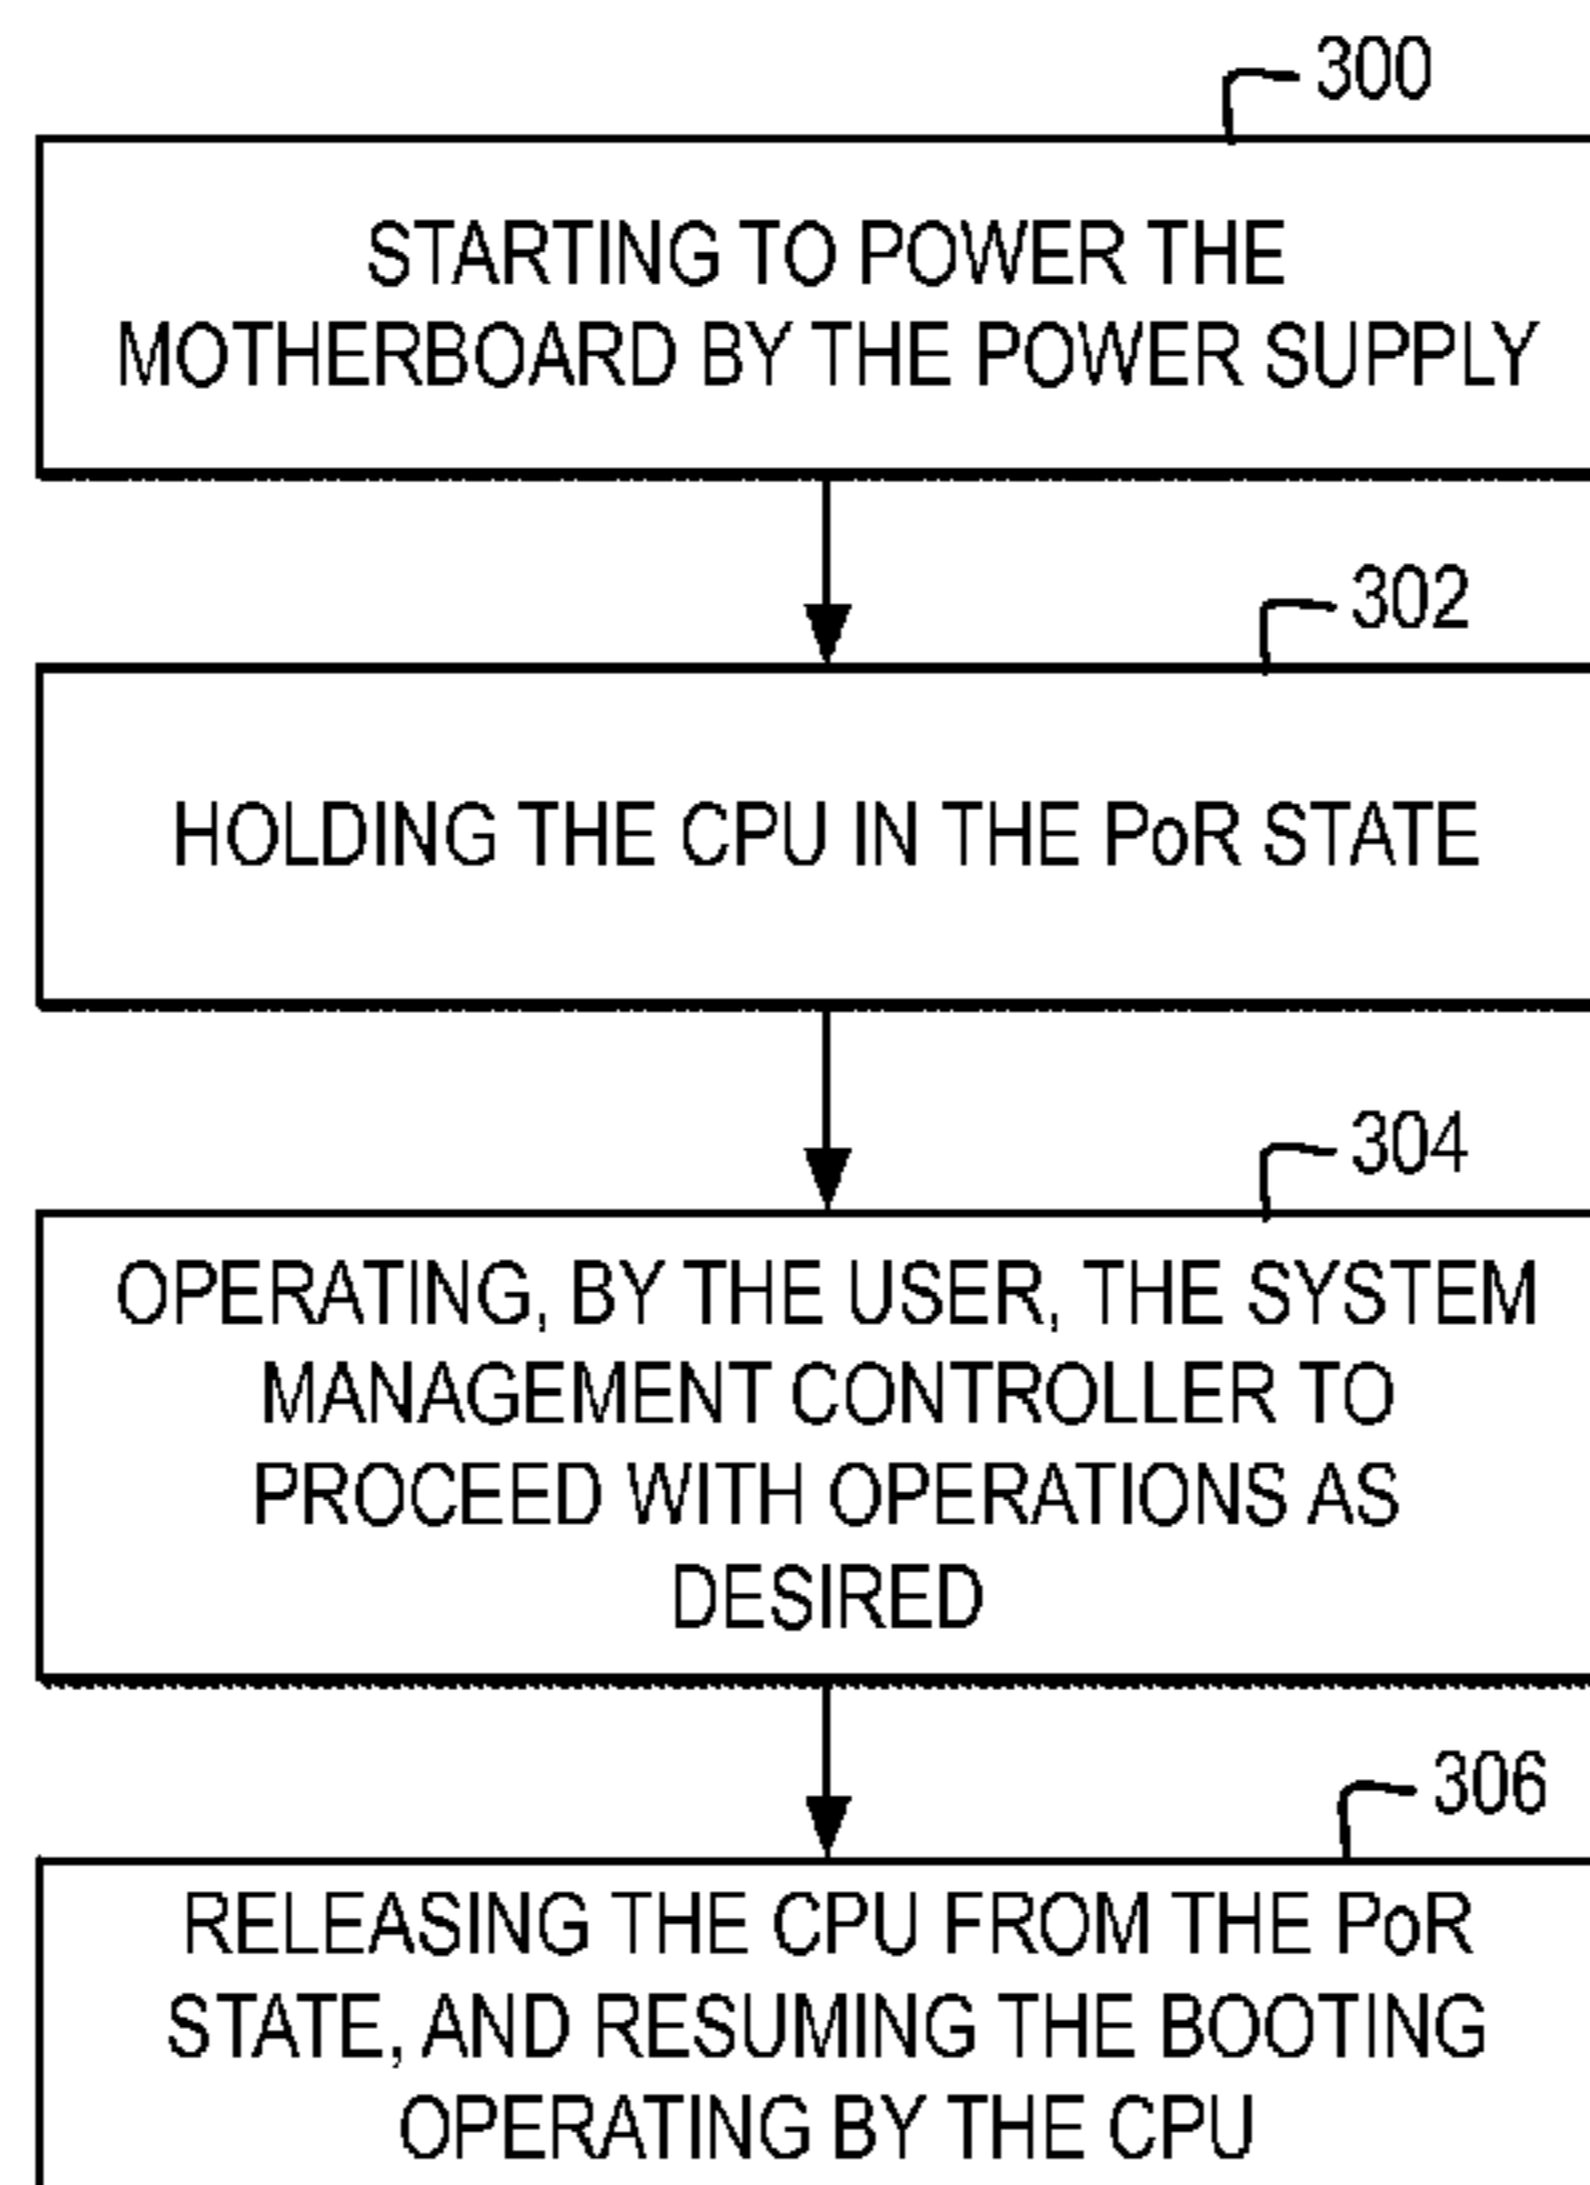 300
STARTING TO POWER THE
MOTHERBOARD BY THE POWER SUPPLY
302
HOLDING THE CPU IN THE PoR STATE
304
OPERATING, BY THE USER, THE SYSTEM
MANAGEMENT CONTROLLER TO
PROCEED WITH OPERATIONS AS
DESIRED
306
RELEASING THE CPU FROM THE PoR
STATE, AND RESUMING THE BOOTING
OPERATING BY THE CPU